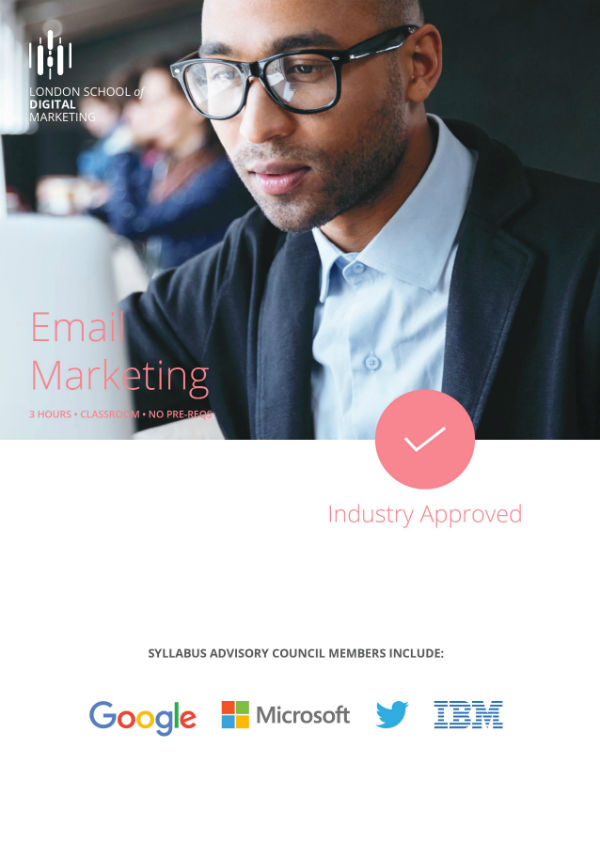 LONDON SCHOOL of
DIGITAL
MARKETING
Email
Marketing
3 HOURS • CLASSROOM • NO PRE-REQS
Industry Approved
SYLLABUS ADVISORY COUNCIL MEMBERS INCLUDE:
Google Microsoft IBM